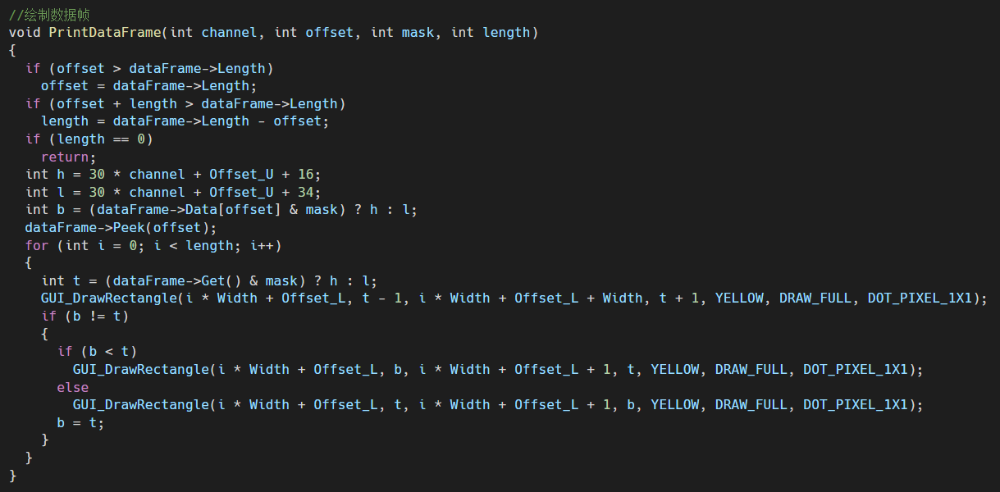 //绘制数据帧
void PrintDataFrame(int channel, int offset, int mask, int length)
{
  if (offset > dataFrame->Length)
    offset = dataFrame->Length;
  if (offset + length > dataFrame->Length)
    length = dataFrame->Length - offset;
  if (length == 0)
    return;
  int h = 30 * channel + Offset_U + 16;
  int l = 30 * channel + Offset_U + 34;
  int b = (dataFrame->Data[offset] & mask) ? h : l;
  dataFrame->Peek(offset);
  for (int i = 0; i < length; i++)
  {
    int t = (dataFrame->Get() & mask) ? h : l;
    GUI_DrawRectangle(i * Width + Offset_L, t - 1, i * Width + Offset_L + Width, t + 1, YELLOW, DRAW_FULL, DOT_PIXEL_1X1);
    if (b != t)
    {
      if (b < t)
        GUI_DrawRectangle(i * Width + Offset_L, b, i * Width + Offset_L + 1, t, YELLOW, DRAW_FULL, DOT_PIXEL_1X1);
      else
        GUI_DrawRectangle(i * Width + Offset_L, t, i * Width + Offset_L + 1, b, YELLOW, DRAW_FULL, DOT_PIXEL_1X1);
      b = t;
    }
  }
}